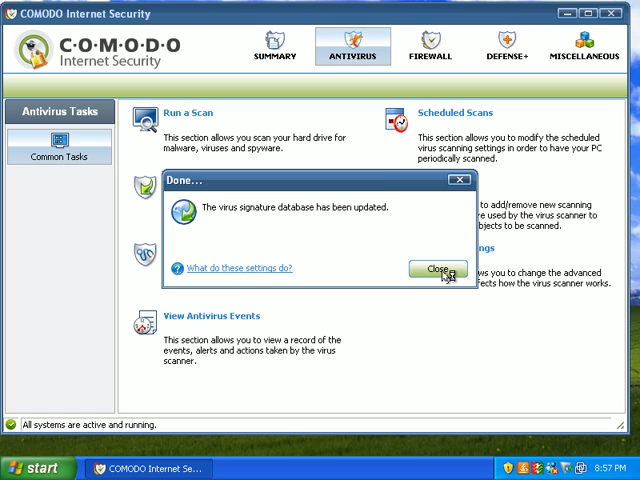 COMODO Internet Security
C·O·M·O·D·O
Internet Security
SUMMARY
ANTIVIRUS
FIREWALL
DEFENSE+
MISCELLANEOUS
Antivirus Tasks
Common Tasks
Run a Scan
This section allows you scan your hard drive for
malware, viruses and spyware.
Scheduled Scans
This section allows you to modify the scheduled
virus scanning settings in order to have your PC
periodically scanned.
Done...
The virus signature database has been updated.
What do these settings do?
Close
to add/remove new scanning
re used by the virus scanner to
bjects to be scanned.
ngs
ws you to change the advanced
fects how the virus scanner works.
View Antivirus Events
This section allows you to view a record of the
events, alerts and actions taken by the virus
scanner.
All systems are active and running.
start
COMODO Internet Se...
8:57 PM